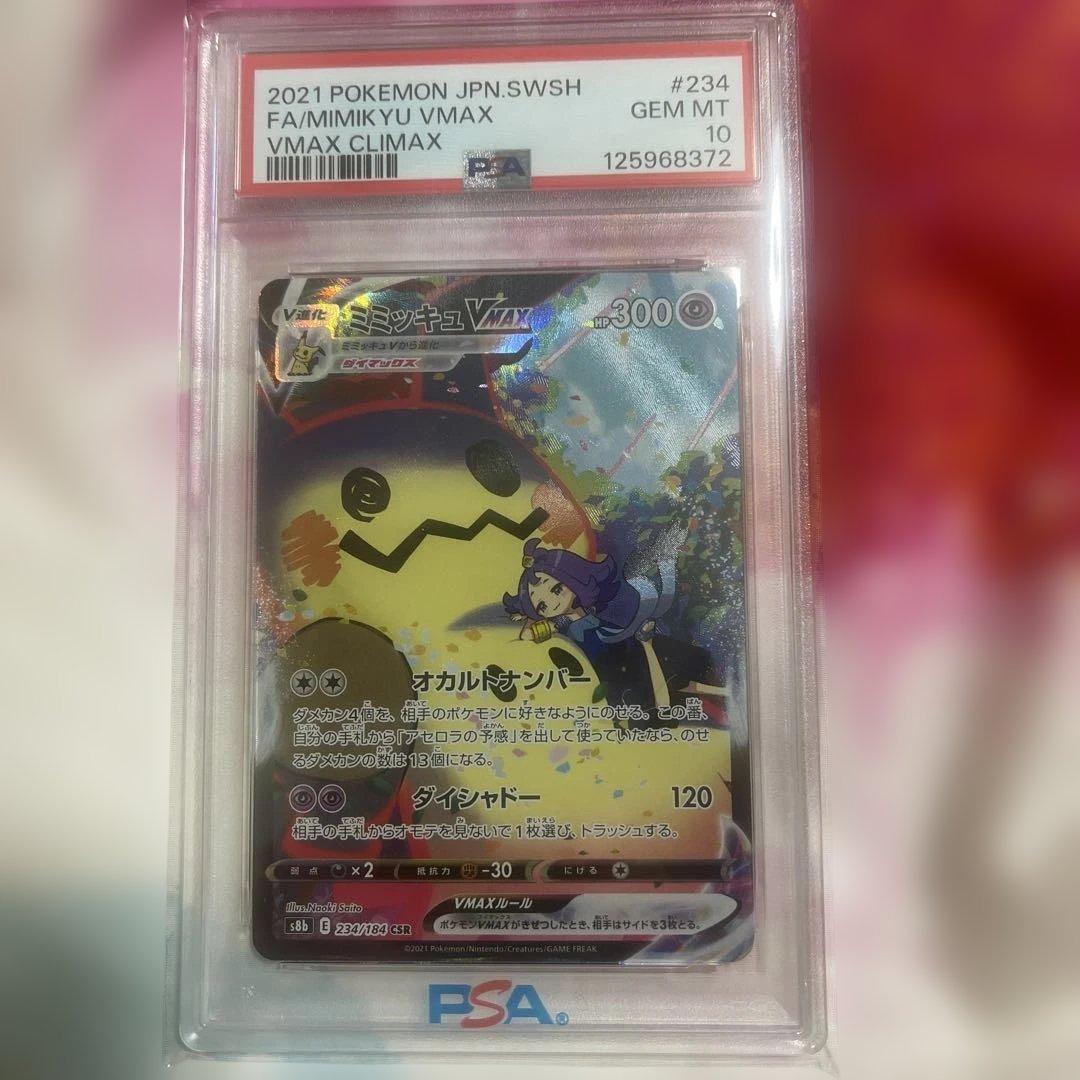 2021 POKEMON JPN.SWSH #234
FA/MIMIKYU VMAX GEM MT
VMAX CLIMAX 10
125968372
PSA
V進化 ミミッキュVMAX HP300
ミミッキュVから進化
ダイマックス
オカルトナンバー
ダメカン4個を、相手のポケモンに好きなようにのせる。この番、
自分の手札から「アセロラの予感」を出して使っていたなら、のせ
るダメカンの数は13個になる。
ダイシャドー 120
相手の手札からオモテを見ないで1枚選び、トラッシュする。
弱点 ×2 抵抗力 -30 にげる
Illus.Naoki Saito
VMAXルール
ポケモンVMAXがきぜつしたとき、相手はサイドを3枚とる。
s8b E 234/184 CSR
©2021 Pokémon/Nintendo/Creatures/GAME FREAK
PSA®